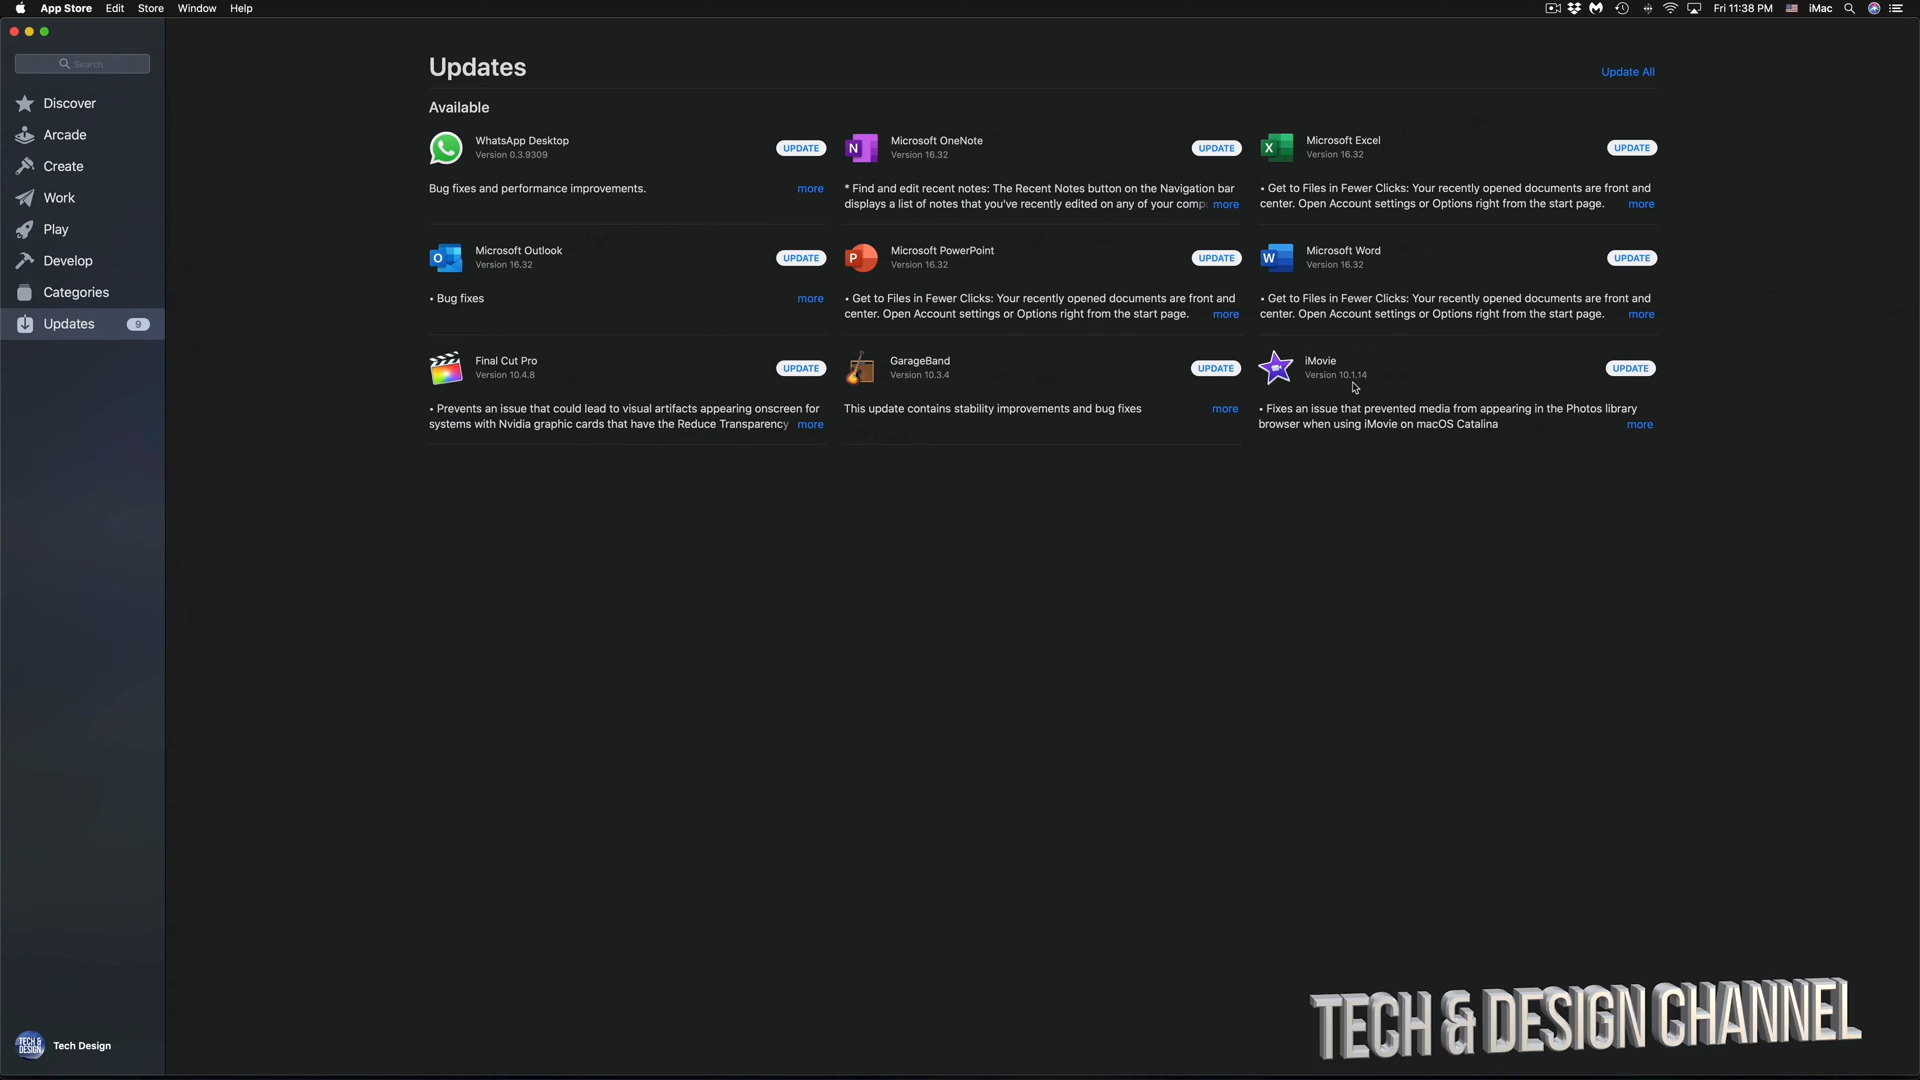 App Store Edit Store Window Help
Fri 11:38 PM iMac
Search
Discover
Arcade
Create
Work
Play
Develop
Categories
Updates 9
Tech Design
Updates
Update All
Available
WhatsApp Desktop
Version 0.3.9309
UPDATE
Bug fixes and performance improvements.
more
Microsoft OneNote
Version 16.32
UPDATE
* Find and edit recent notes: The Recent Notes button on the Navigation bar
displays a list of notes that you've recently edited on any of your comp
more
Microsoft Excel
Version 16.32
UPDATE
• Get to Files in Fewer Clicks: Your recently opened documents are front and
center. Open Account settings or Options right from the start page.
more
Microsoft Outlook
Version 16.32
UPDATE
• Bug fixes
more
Microsoft PowerPoint
Version 16.32
UPDATE
• Get to Files in Fewer Clicks: Your recently opened documents are front and
center. Open Account settings or Options right from the start page.
more
Microsoft Word
Version 16.32
UPDATE
• Get to Files in Fewer Clicks: Your recently opened documents are front and
center. Open Account settings or Options right from the start page.
more
Final Cut Pro
Version 10.4.8
UPDATE
• Prevents an issue that could lead to visual artifacts appearing onscreen for
systems with Nvidia graphic cards that have the Reduce Transparency
more
GarageBand
Version 10.3.4
UPDATE
This update contains stability improvements and bug fixes
more
iMovie
Version 10.1.14
UPDATE
• Fixes an issue that prevented media from appearing in the Photos library
browser when using iMovie on macOS Catalina
more
TECH & DESIGN CHANNEL